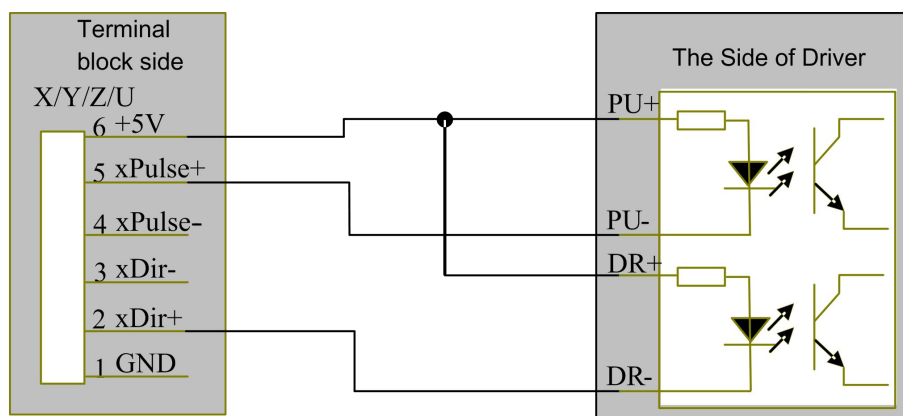 Terminal
block side
X/Y/Z/U
6 +5V
5 xPulse+
4 xPulse-
3 xDir-
2 xDir+
1 GND
The Side of Driver
PU+
PU-
DR+
DR-